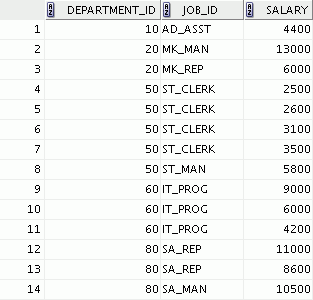 DEPARTMENT_ID JOB_ID SALARY
1 10 AD_ASST 4400
2 20 MK_MAN 13000
3 20 MK_REP 6000
4 50 ST_CLERK 2500
5 50 ST_CLERK 2600
6 50 ST_CLERK 3100
7 50 ST_CLERK 3500
8 50 ST_MAN 5800
9 60 IT_PROG 9000
10 60 IT_PROG 6000
11 60 IT_PROG 4200
12 80 SA_REP 11000
13 80 SA_REP 8600
14 80 SA_MAN 10500